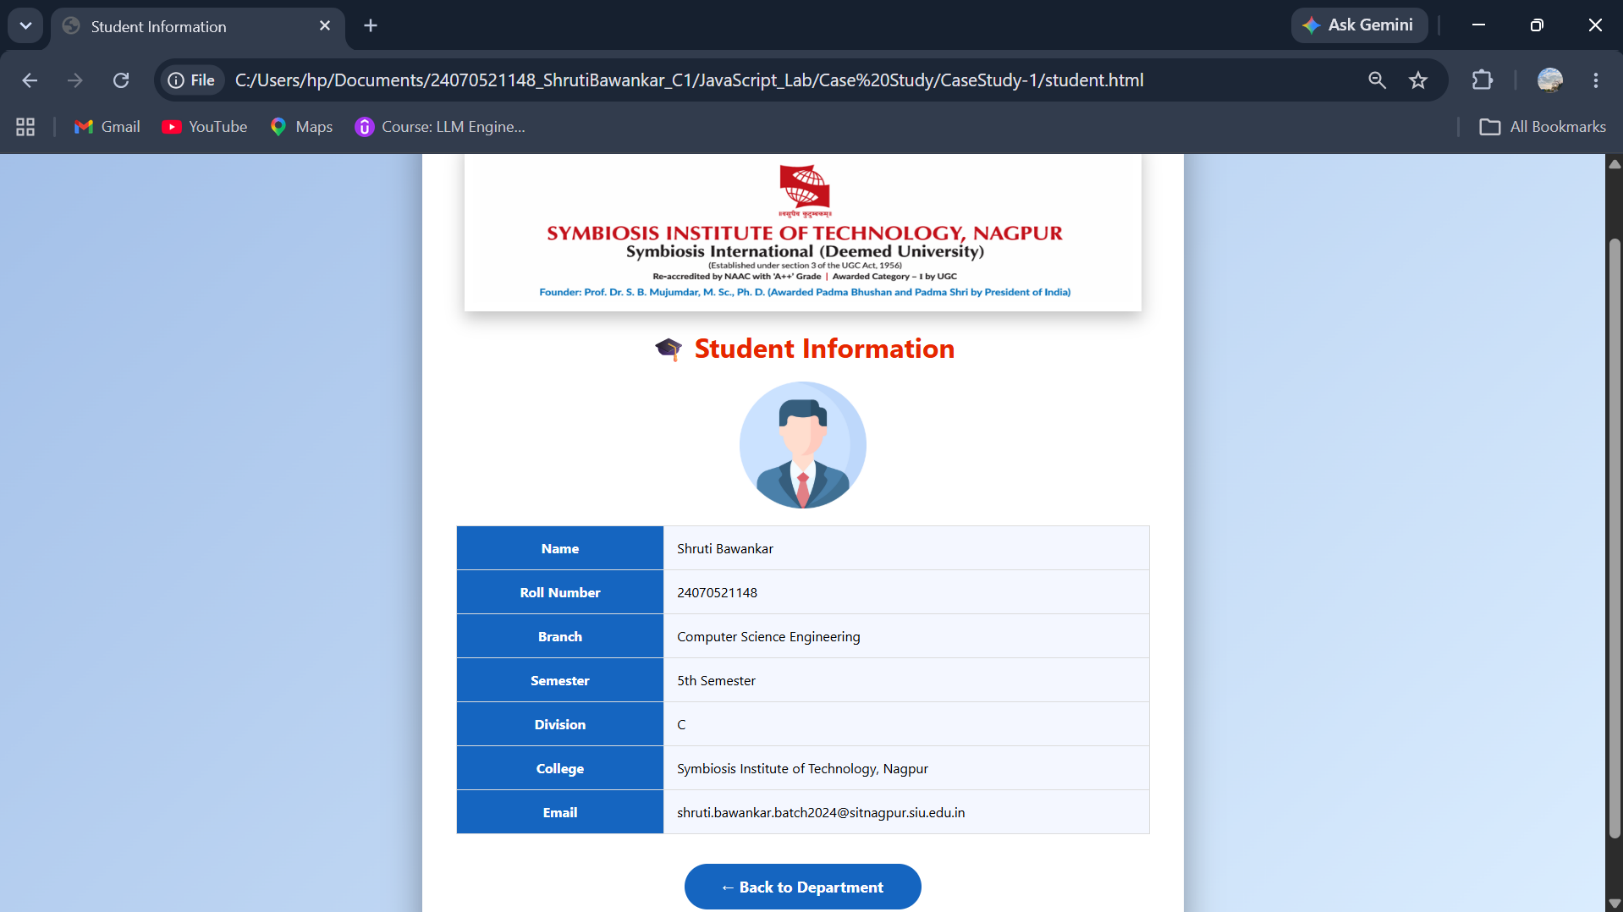 Student Information
Ask Gemini
File
C:/Users/hp/Documents/24070521148_ShrutiBawankar_C1/JavaScript_Lab/Case%20Study/CaseStudy-1/student.html
Gmail
YouTube
Maps
Course: LLM Engine...
All Bookmarks
॥वसुधैव कुटुम्बकम्॥
SYMBIOSIS INSTITUTE OF TECHNOLOGY, NAGPUR
Symbiosis International (Deemed University)
(Established under section 3 of the UGC Act, 1956)
Re-accredited by NAAC with 'A++' Grade | Awarded Category – I by UGC
Founder: Prof. Dr. S. B. Mujumdar, M. Sc., Ph. D. (Awarded Padma Bhushan and Padma Shri by President of India)
🎓 Student Information
Name Shruti Bawankar
Roll Number 24070521148
Branch Computer Science Engineering
Semester 5th Semester
Division C
College Symbiosis Institute of Technology, Nagpur
Email shruti.bawankar.batch2024@sitnagpur.siu.edu.in
← Back to Department